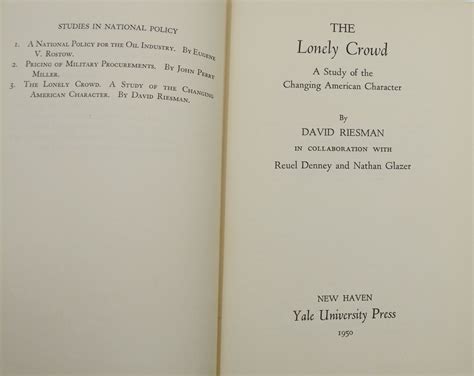 STUDIES IN NATIONAL POLICY
1. A NATIONAL POLICY FOR THE OIL INDUSTRY. BY EUGENE
V. ROSTOW.
2. PRICING OF MILITARY PROCUREMENTS. BY JOHN PERRY
MILLER.
3. THE LONELY CROWD. A STUDY OF THE CHANGING
AMERICAN CHARACTER. BY DAVID RIESMAN.
THE
Lonely Crowd
A Study of the
Changing American Character
By
DAVID RIESMAN
IN COLLABORATION WITH
Reuel Denney and Nathan Glazer
NEW HAVEN
Yale University Press
1950